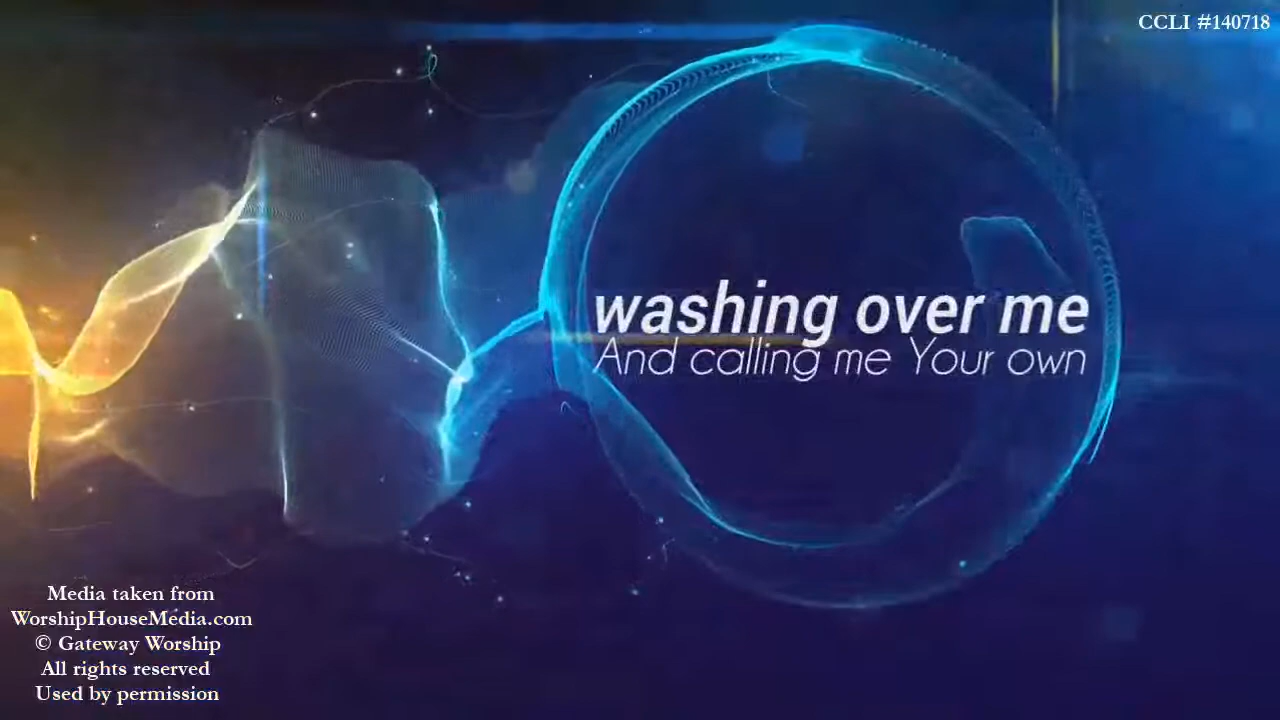 CCLI #140718
washing over me
And calling me Your own
Media taken from
WorshipHouseMedia.com
© Gateway Worship
All rights reserved
Used by permission